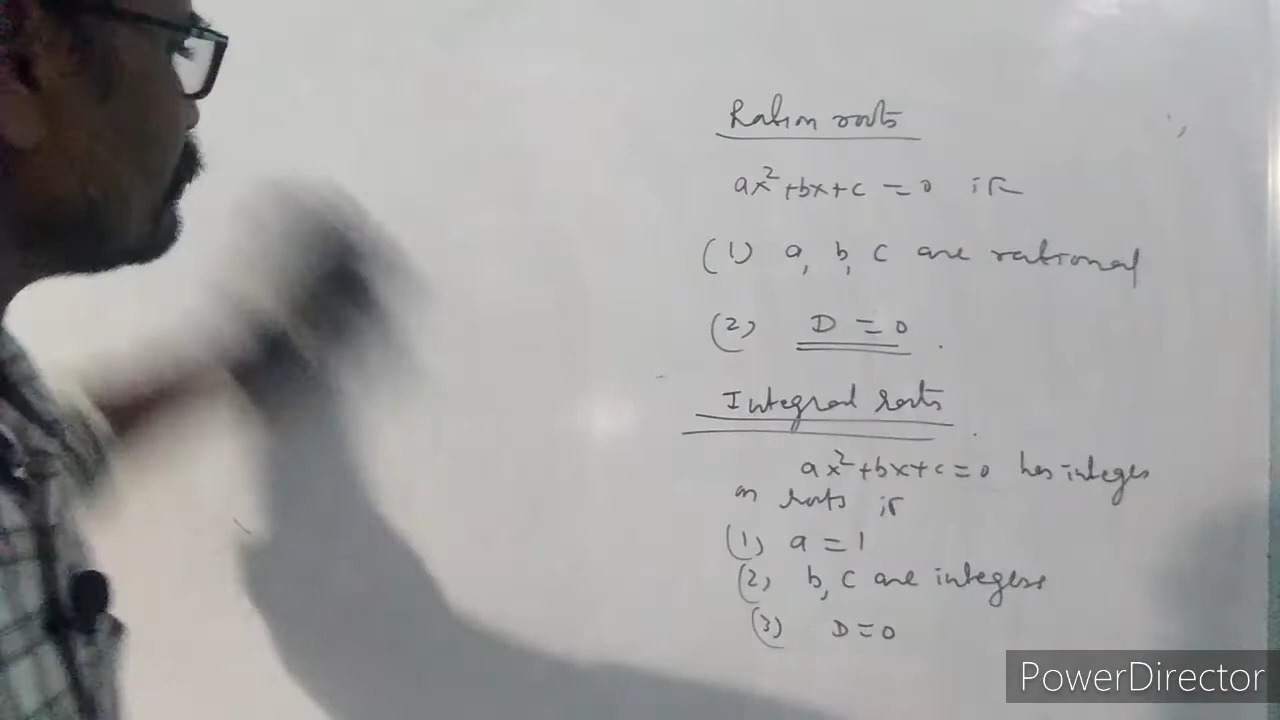 Ration roots
ax²+bx+c = 0 if
(1) a, b, c are rational
(2) D = 0.
Integral roots
ax²+bx+c=0 has integer
as roots if
(1) a = 1
(2) b, c are integers
(3) D = 0
PowerDirector